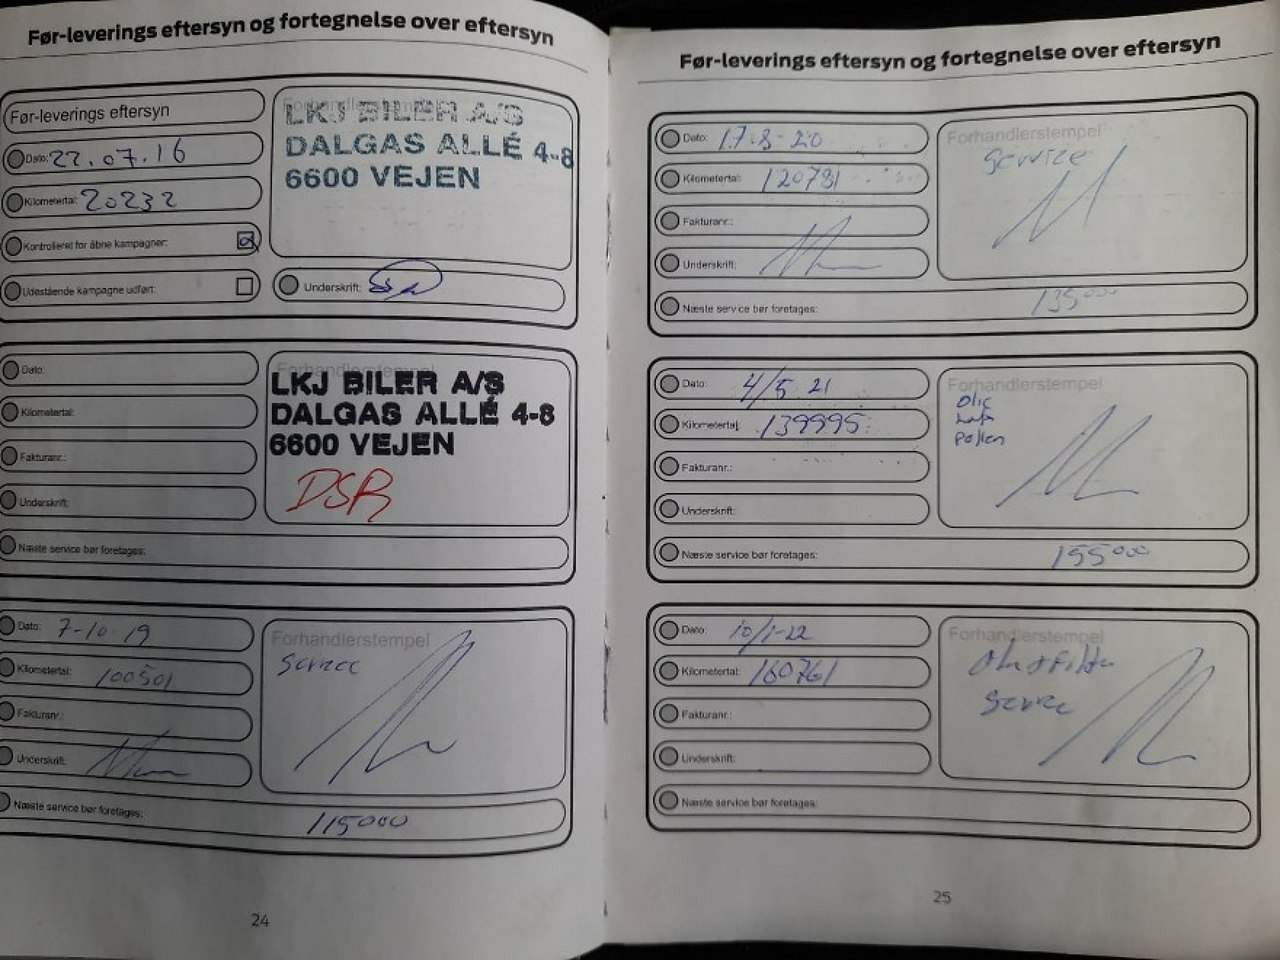 Før-leverings eftersyn og fortegnelse over eftersyn
Før-leverings eftersyn
Dato: 22.07.16
Kilometertal: 20232
Kontrolleret for åbne kampagner:
Udestående kampagne udført:
LKJ BILER A/S
DALGAS ALLÉ 4-8
6600 VEJEN
Underskrift:
Dato:
Kilometertal:
Fakturanr.:
Underskrift:
Næste service bør foretages:
Forhandlerstempel
LKJ BILER A/S
DALGAS ALLÉ 4-8
6600 VEJEN
DSR
Dato: 7-10 19
Kilometertal: 100501
Fakturanr.:
Underskrift:
Forhandlerstempel
Service
Næste service bør foretages: 115000
24
Før-leverings eftersyn og fortegnelse over eftersyn
Dato: 17-8-20
Kilometertal: 120781
Fakturanr.:
Underskrift:
Forhandlerstempel
Service
Næste service bør foretages: 135000
Dato: 4/5 21
Kilometertal: 139995
Fakturanr.:
Underskrift:
Forhandlerstempel
Olie
Luft
Pollen
Næste service bør foretages: 155000
Dato: 10/1-22
Kilometertal: 160761
Fakturanr.:
Underskrift:
Forhandlerstempel
Service
Næste service bør foretages:
25